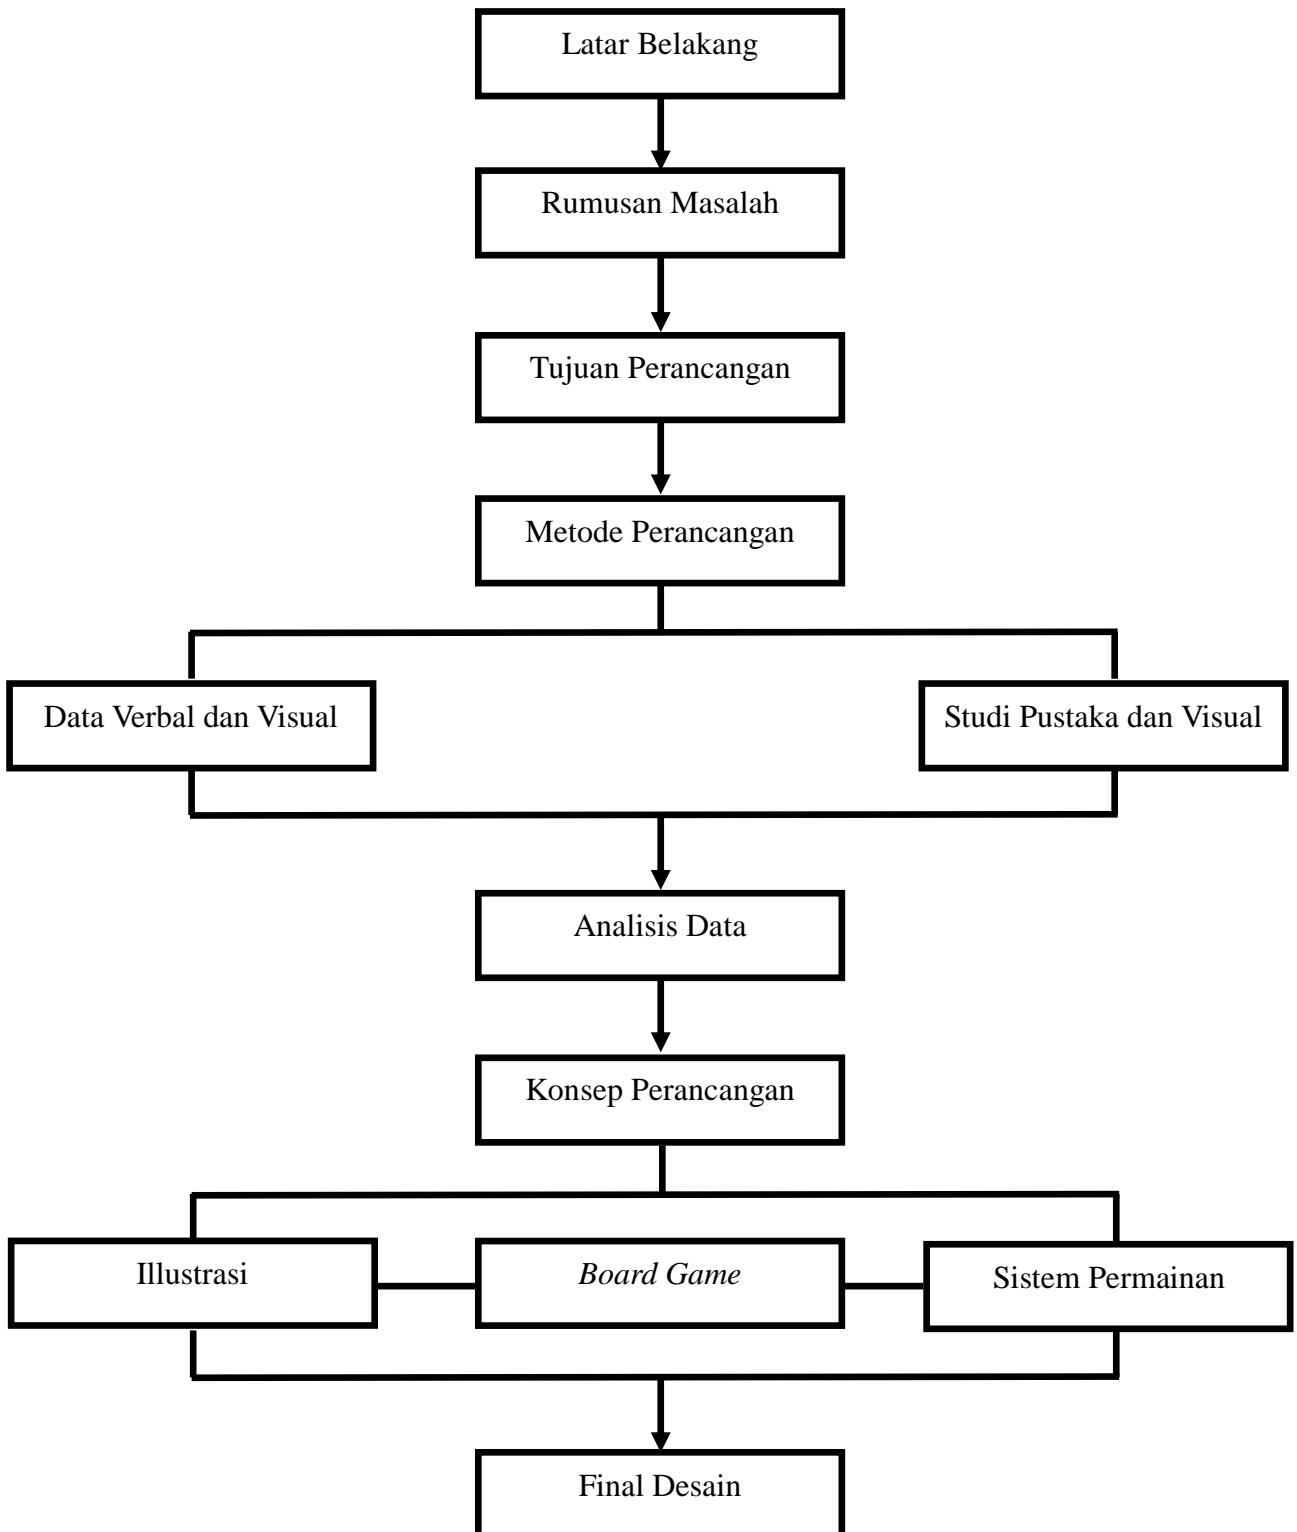 Latar Belakang
Rumusan Masalah
Tujuan Perancangan
Metode Perancangan
Data Verbal dan Visual
Studi Pustaka dan Visual
Analisis Data
Konsep Perancangan
Illustrasi
Board Game
Sistem Permainan
Final Desain